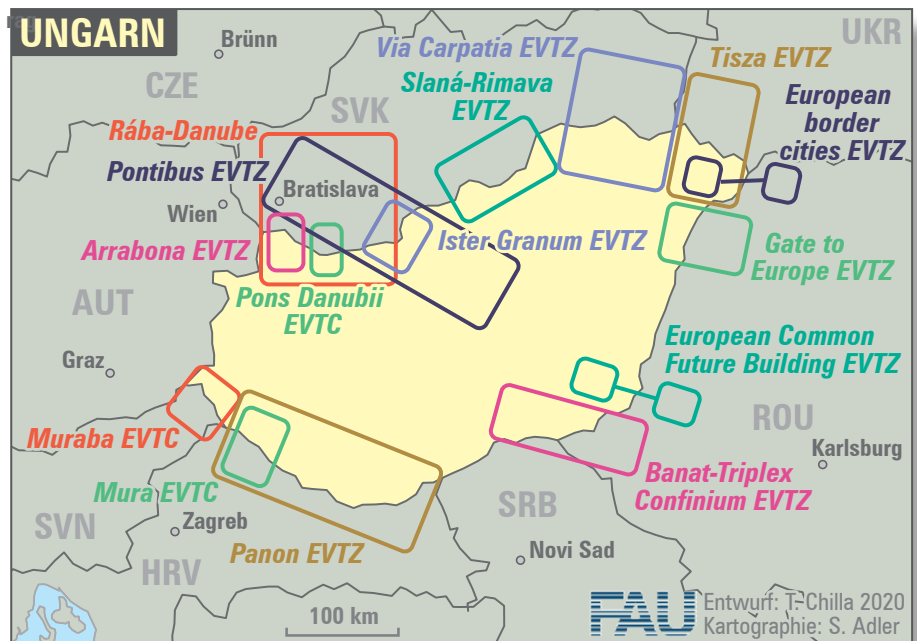 UNGARN
Brünn
CZE
SVK
UKR
Via Carpatia EVTZ
Tisza EVTZ
Slaná-Rimava
EVTZ
European
border
cities EVTZ
Rába-Danube
Pontibus EVTZ
Bratislava
Wien
Arrabona EVTZ
Ister Granum EVTZ
Gate to
Europe EVTZ
Pons Danubii
EVTC
AUT
Graz
European Common
Future Building EVTZ
ROU
Muraba EVTC
Karlsburg
Banat-Triplex
Confinium EVTZ
Mura EVTC
SVN
Zagreb
Panon EVTZ
SRB
Novi Sad
HRV
100 km
FAU
Entwurf: T. Chilla 2020
Kartographie: S. Adler